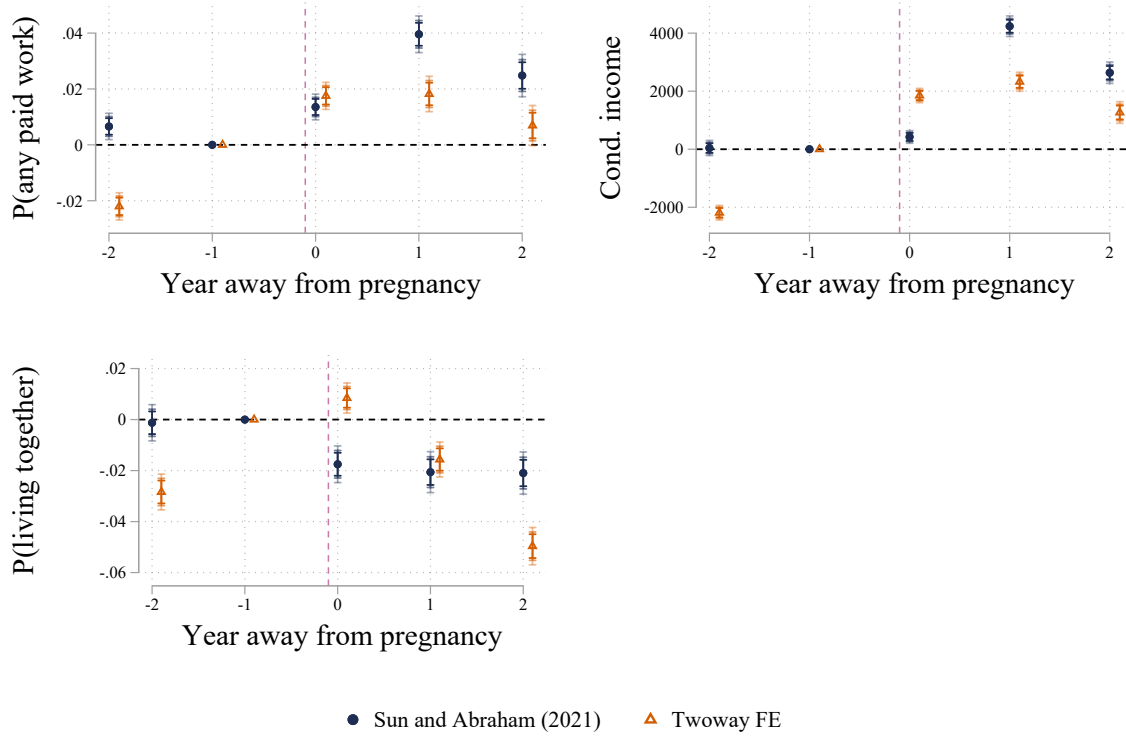 P(any paid work)
.04
.02
0
-.02
-2 -1 0 1 2
Year away from pregnancy
Cond. income
4000
2000
0
-2000
-2 -1 0 1 2
Year away from pregnancy
P(living together)
.02
0
-.02
-.04
-.06
-2 -1 0 1 2
Year away from pregnancy
Sun and Abraham (2021) Twoway FE